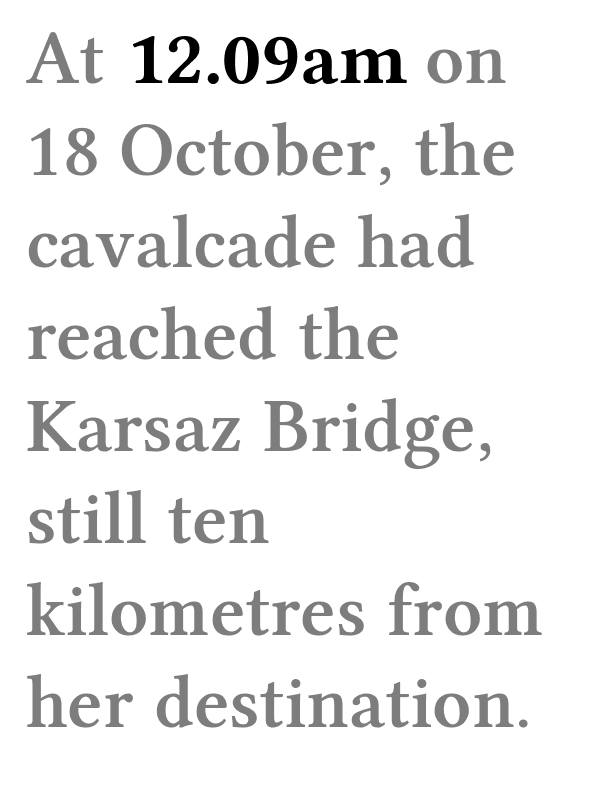 At 12.09am on
18 October, the
cavalcade had
reached the
Karsaz Bridge,
still ten
kilometres from
her destination.